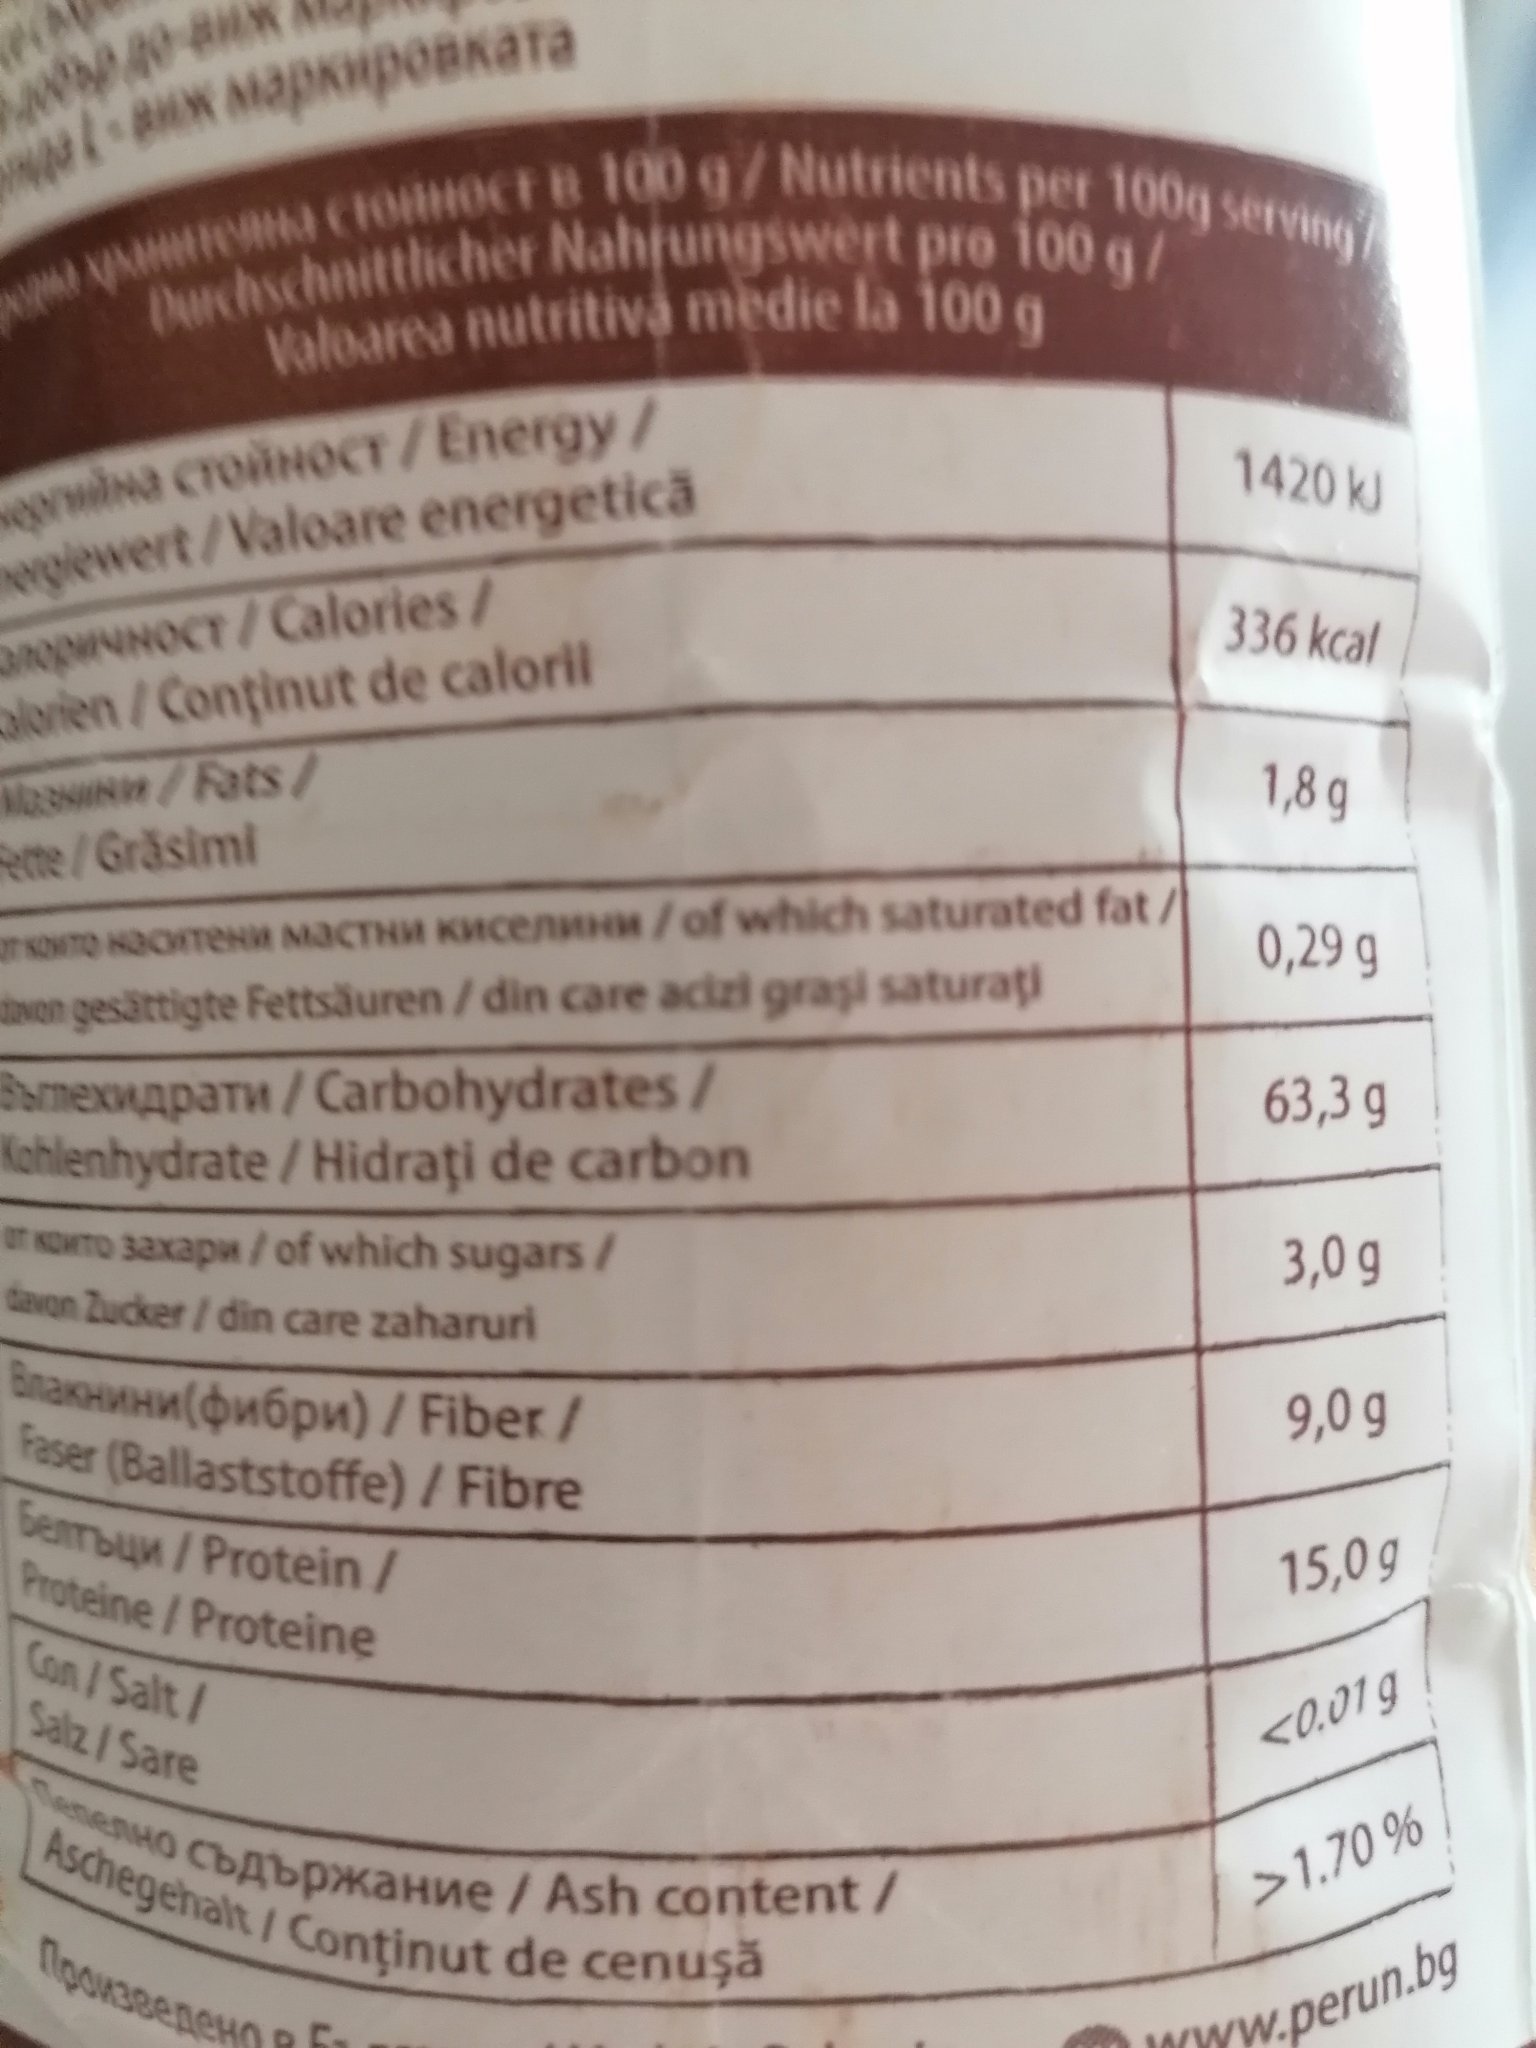 виж маркировката
хранителна стойност в 100 g / Nutrients per 100g serving /
Durchschnittlicher Nahrungswert pro 100 g /
Valoarea nutritivă medie la 100 g
стойност / Energy /
1420 kJ
/ Valoare energetică
/ Calories /
336 kcal
/ Conţinut de calorii
Мазнини / Fats /
1,8 g
Fette / Grăsimi
от които наситени мастни киселини / of which saturated fat /
0,29 g
davon gesättigte Fettsäuren / din care acizi graşi saturaţi
Въглехидрати / Carbohydrates /
63,3 g
Kohlenhydrate / Hidraţi de carbon
от които захари / of which sugars /
3,0 g
davon Zucker / din care zaharuri
Влакнини(фибри) / Fiber /
9,0 g
Faser (Ballaststoffe) / Fibre
Белтъци / Protein /
15,0 g
Proteine / Proteine
Сол / Salt /
<0.01 g
Salz / Sare
Пепелно съдържание / Ash content /
>1.70 %
Aschegehalt / Conţinut de cenuşă
Произведено в
www.perun.bg